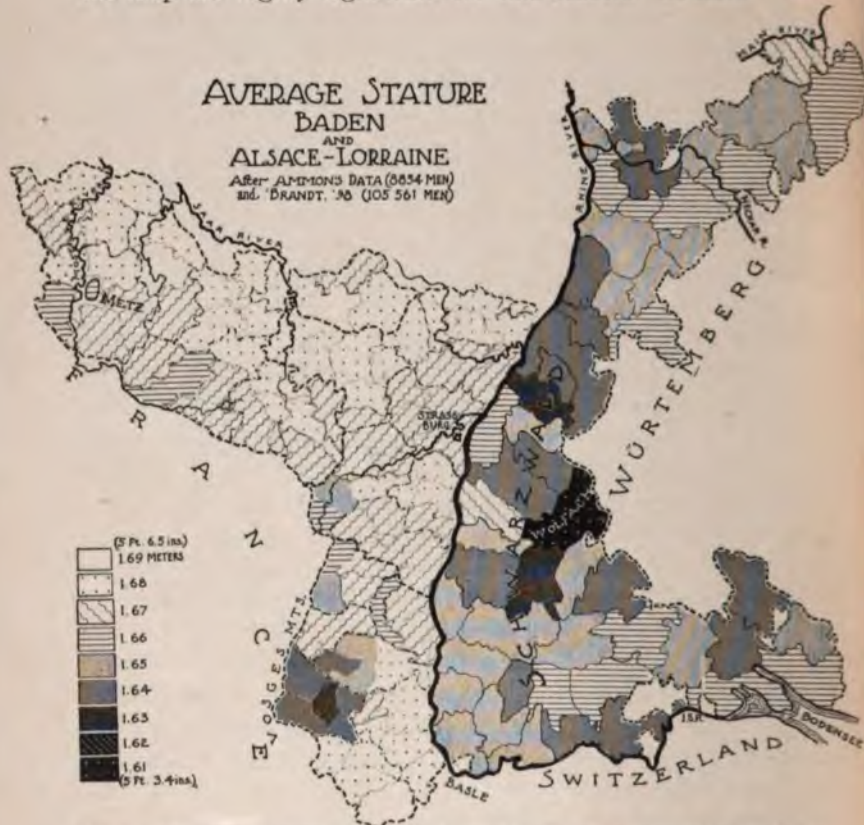 AVERAGE STATURE
BADEN
AND
ALSACE-LORRAINE
After AMMON'S DATA (8854 MEN)
and BRANDT. '98 (105 561 MEN)
MAIN RIVER
RHINE RIVER
NECKAR R.
SAAR RIVER
METZ
FRANCE
STRASSBURG
SCHWARZWALD
WÜRTEMBERG
WOLFACH
VOSGES MTS.
BASLE
SWITZERLAND
BODENSEE
(5 Ft. 6.5 ins.)
1.69 METERS
1.68
1.67
1.66
1.65
1.64
1.63
1.62
1.61
(5 Ft. 3.4 ins.)